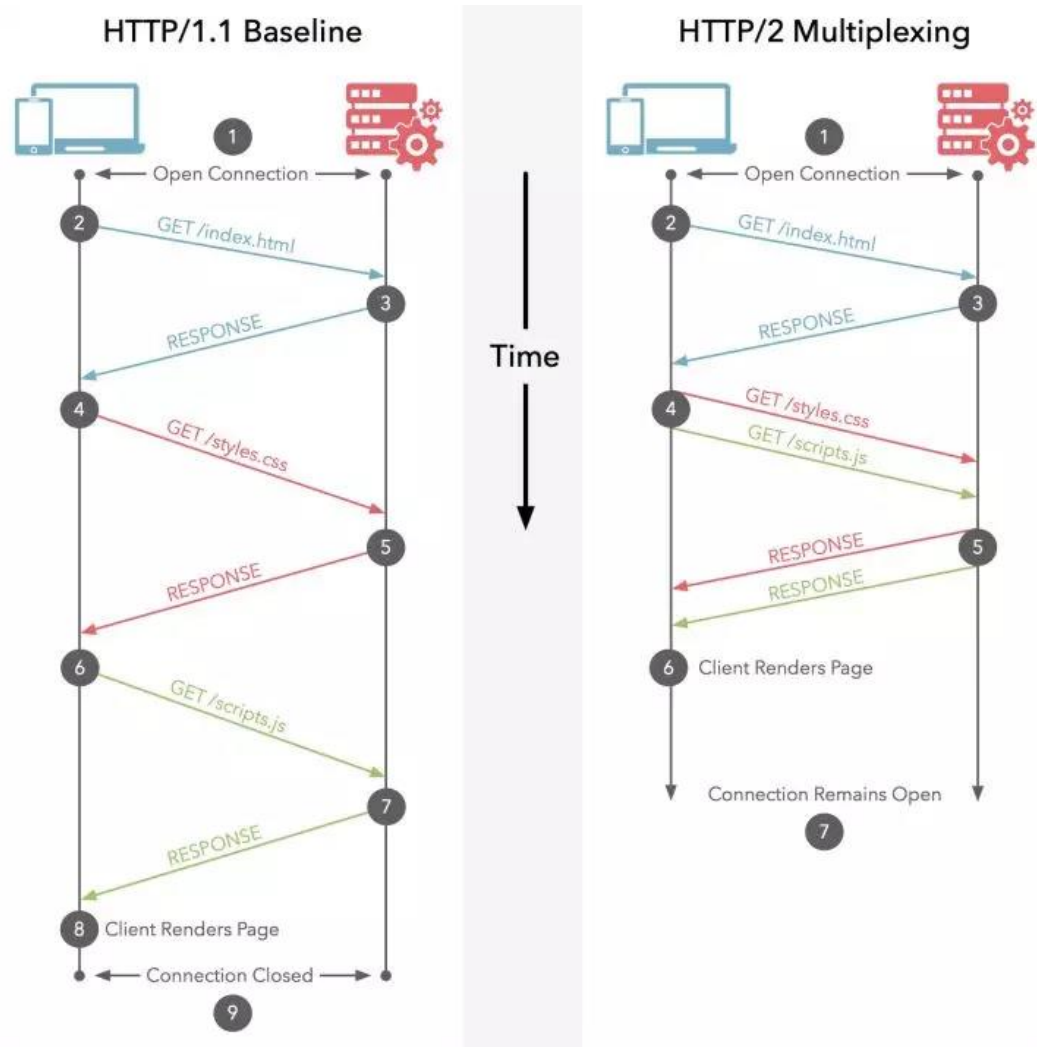 HTTP/1.1 Baseline
1
Open Connection
2
GET /index.html
3
RESPONSE
4
GET /styles.css
5
RESPONSE
6
GET /scripts.js
7
RESPONSE
8
Client Renders Page
Connection Closed
9
Time
HTTP/2 Multiplexing
1
Open Connection
2
GET /index.html
3
RESPONSE
4
GET /styles.css
GET /scripts.js
5
RESPONSE
RESPONSE
6
Client Renders Page
Connection Remains Open
7